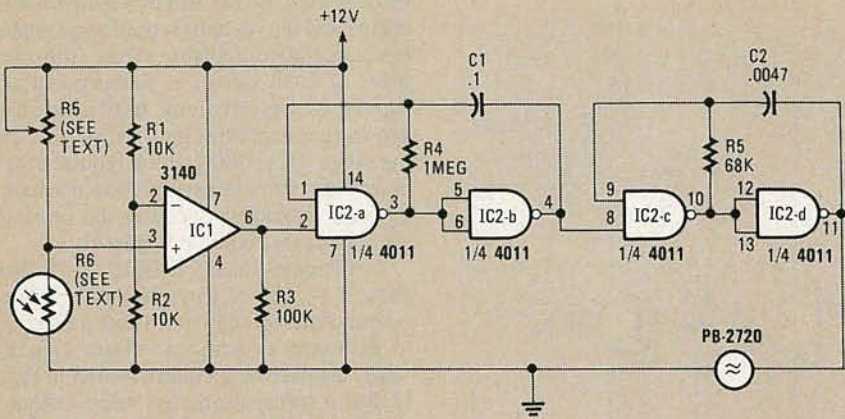 +12V
R5
(SEE
TEXT)
R1
10K
3140
2
−
7
IC1
6
3
+
4
R6
(SEE
TEXT)
R2
10K
R3
100K
1
14
IC2-a
3
2
7
1/4 4011
R4
1MEG
C1
.1
5
6
IC2-b
4
1/4 4011
9
8
IC2-c
10
1/4 4011
R5
68K
C2
.0047
12
13
IC2-d
11
1/4 4011
PB-2720
≈